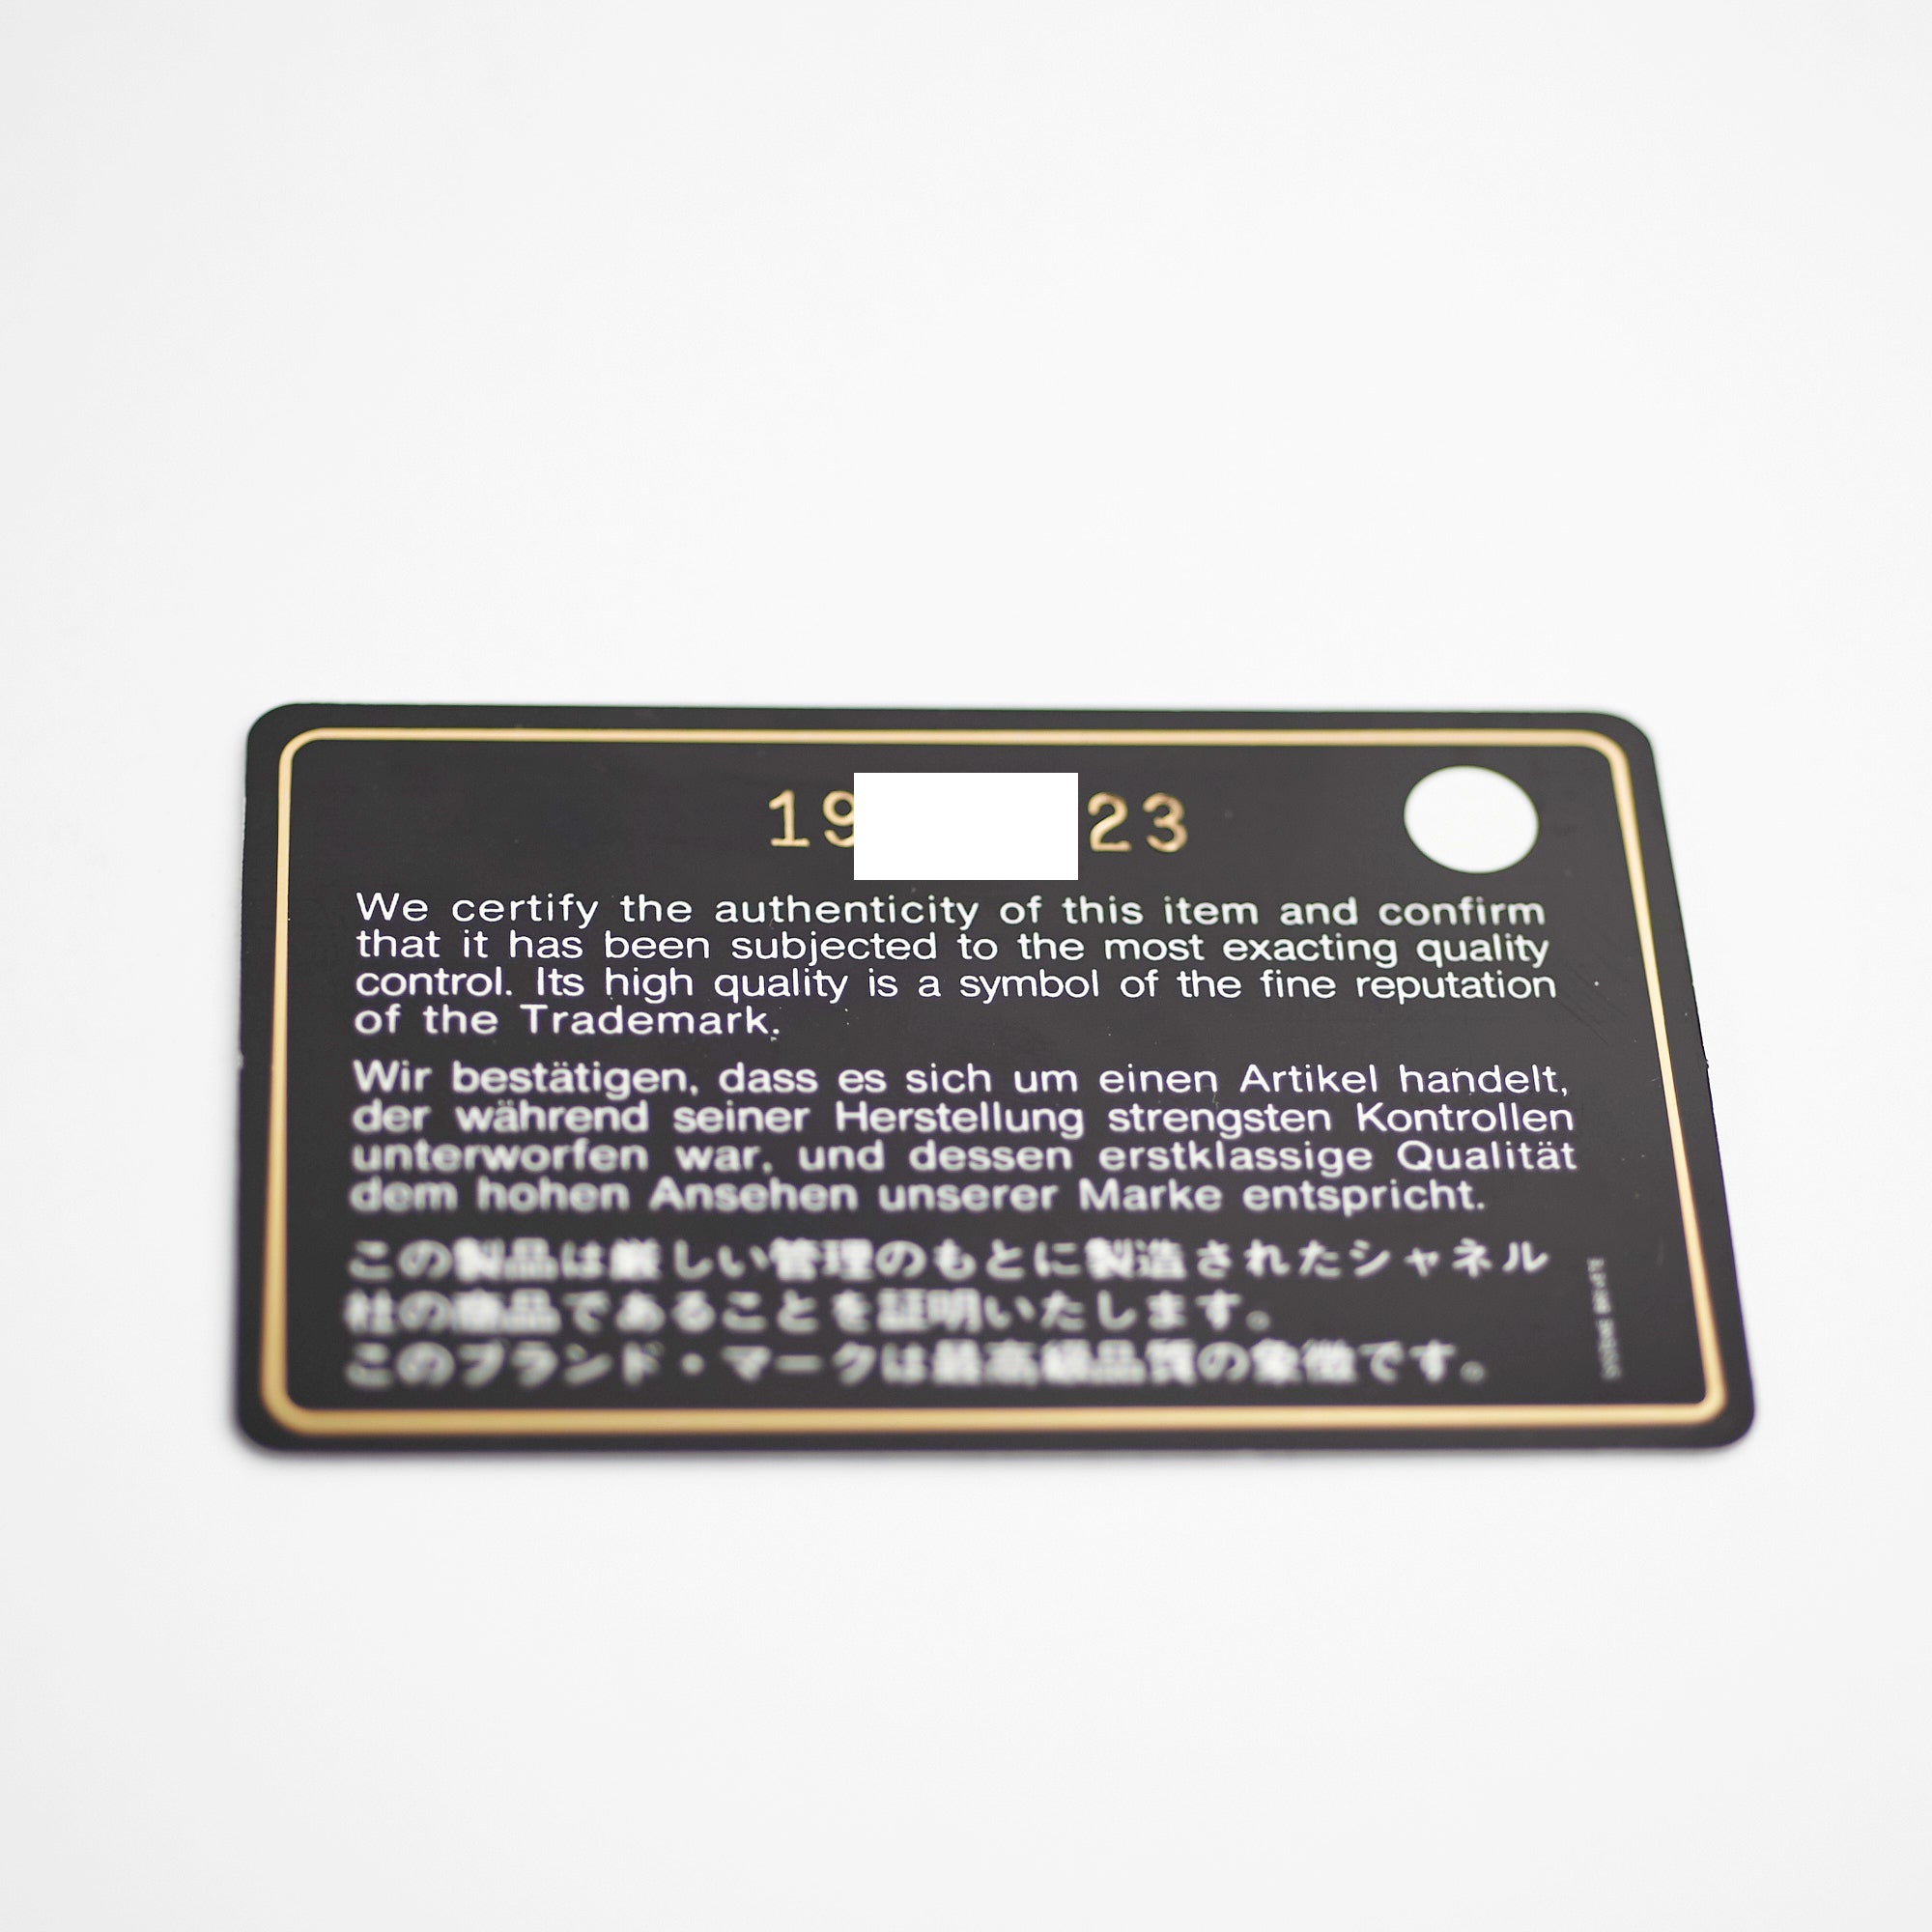 19 23
We certify the authenticity of this item and confirm
that it has been subjected to the most exacting quality
control. Its high quality is a symbol of the fine reputation
of the Trademark.
Wir bestätigen, dass es sich um einen Artikel handelt,
der während seiner Herstellung strengsten Kontrollen
unterworfen war, und dessen erstklassige Qualität
dem hohen Ansehen unserer Marke entspricht.
この製品は厳しい管理のもとに製造されたシャネル
社の商品であることを証明いたします。
このブランド・マークは最高級品質の象徴です。